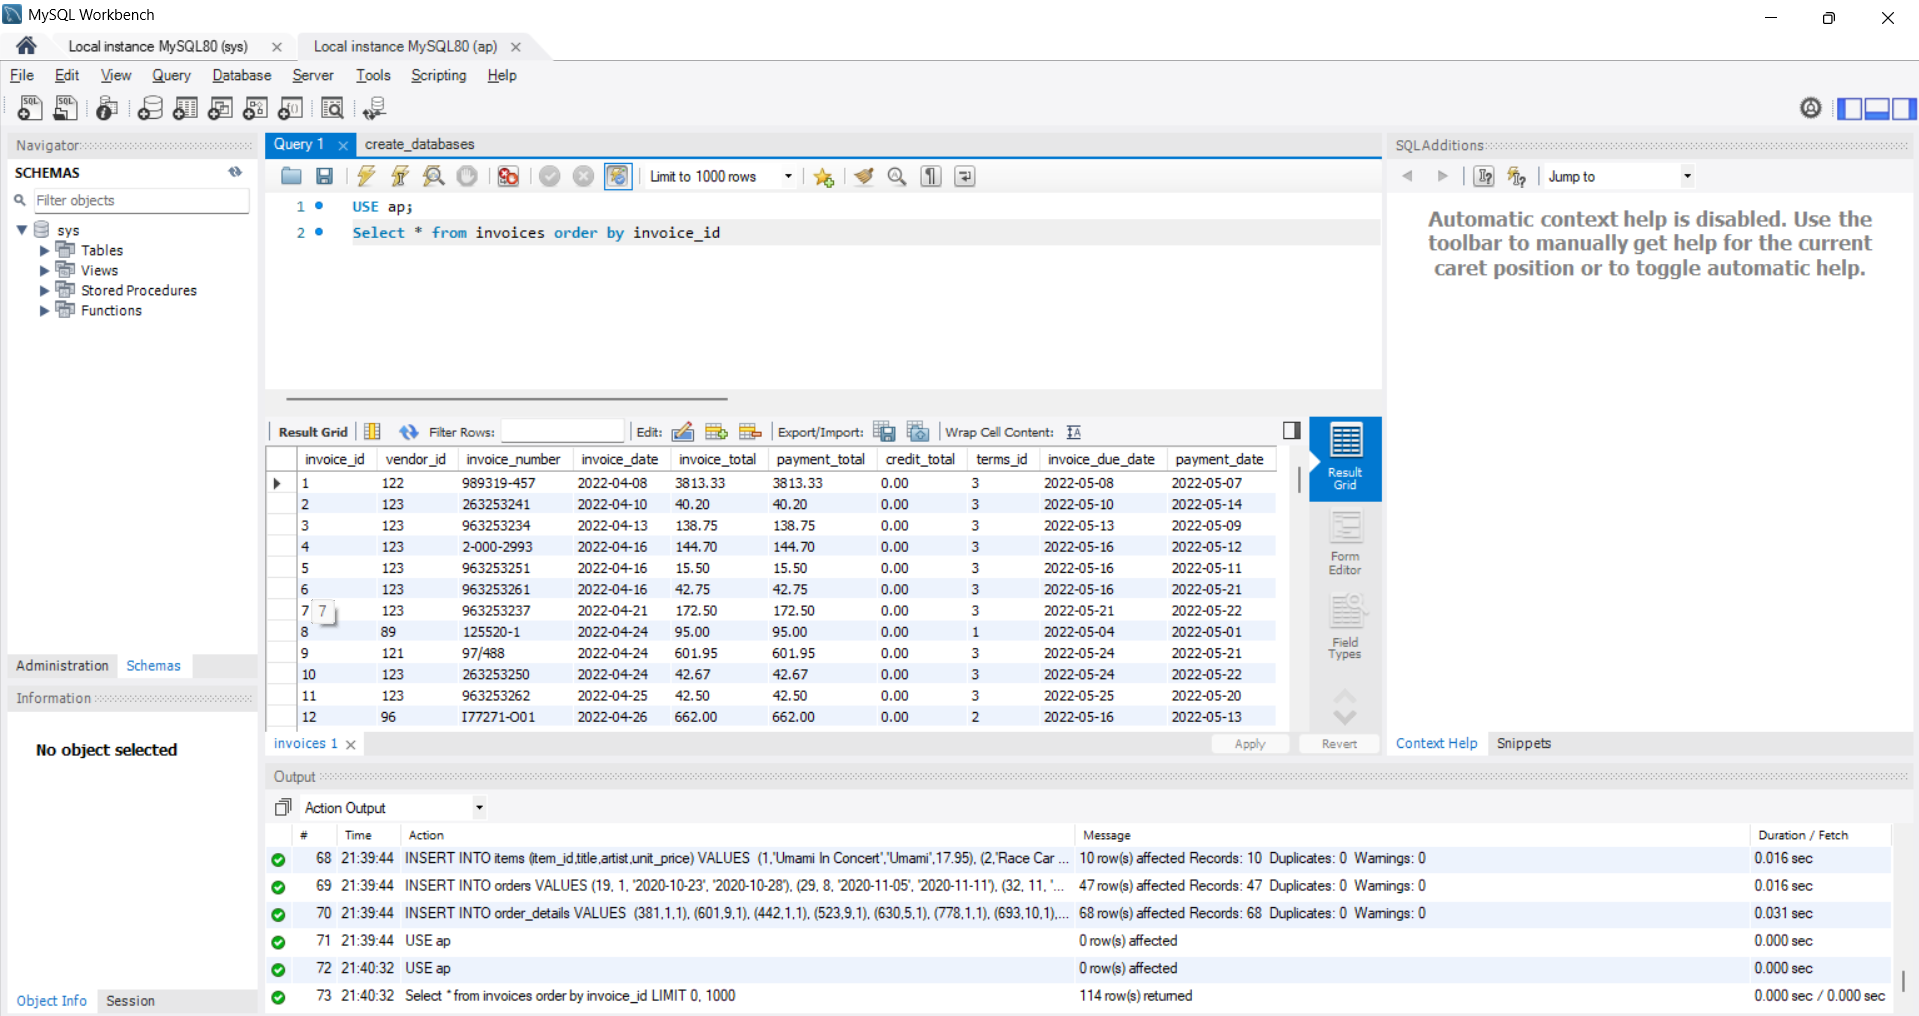 MySQL Workbench
Local instance MySQL80 (sys) Local instance MySQL80 (ap)
File Edit View Query Database Server Tools Scripting Help
Navigator
SCHEMAS
Filter objects
sys
Tables
Views
Stored Procedures
Functions
Administration Schemas
Information
No object selected
Object Info Session
Query 1 create_databases
Limit to 1000 rows
1 USE ap;
2 Select * from invoices order by invoice_id
Result Grid Filter Rows: Edit: Export/Import: Wrap Cell Content:
invoice_id vendor_id invoice_number invoice_date invoice_total payment_total credit_total terms_id invoice_due_date payment_date
1 122 989319-457 2022-04-08 3813.33 3813.33 0.00 3 2022-05-08 2022-05-07
2 123 263253241 2022-04-10 40.20 40.20 0.00 3 2022-05-10 2022-05-14
3 123 963253234 2022-04-13 138.75 138.75 0.00 3 2022-05-13 2022-05-09
4 123 2-000-2993 2022-04-16 144.70 144.70 0.00 3 2022-05-16 2022-05-12
5 123 963253251 2022-04-16 15.50 15.50 0.00 3 2022-05-16 2022-05-11
6 123 963253261 2022-04-16 42.75 42.75 0.00 3 2022-05-16 2022-05-21
7 7 123 963253237 2022-04-21 172.50 172.50 0.00 3 2022-05-21 2022-05-22
8 89 125520-1 2022-04-24 95.00 95.00 0.00 1 2022-05-04 2022-05-01
9 121 97/488 2022-04-24 601.95 601.95 0.00 3 2022-05-24 2022-05-21
10 123 263253250 2022-04-24 42.67 42.67 0.00 3 2022-05-24 2022-05-22
11 123 963253262 2022-04-25 42.50 42.50 0.00 3 2022-05-25 2022-05-20
12 96 I77271-O01 2022-04-26 662.00 662.00 0.00 2 2022-05-16 2022-05-13
Result
Grid
Form
Editor
Field
Types
invoices 1 Apply Revert
SQLAdditions
Jump to
Automatic context help is disabled. Use the
toolbar to manually get help for the current
caret position or to toggle automatic help.
Context Help Snippets
Output
Action Output
# Time Action Message Duration / Fetch
68 21:39:44 INSERT INTO items (item_id,title,artist,unit_price) VALUES (1,'Umami In Concert','Umami',17.95), (2,'Race Car ... 10 row(s) affected Records: 10 Duplicates: 0 Warnings: 0 0.016 sec
69 21:39:44 INSERT INTO orders VALUES (19, 1, '2020-10-23', '2020-10-28'), (29, 8, '2020-11-05', '2020-11-11'), (32, 11, '... 47 row(s) affected Records: 47 Duplicates: 0 Warnings: 0 0.016 sec
70 21:39:44 INSERT INTO order_details VALUES (381,1,1), (601,9,1), (442,1,1), (523,9,1), (630,5,1), (778,1,1), (693,10,1),... 68 row(s) affected Records: 68 Duplicates: 0 Warnings: 0 0.031 sec
71 21:39:44 USE ap 0 row(s) affected 0.000 sec
72 21:40:32 USE ap 0 row(s) affected 0.000 sec
73 21:40:32 Select * from invoices order by invoice_id LIMIT 0, 1000 114 row(s) returned 0.000 sec / 0.000 sec